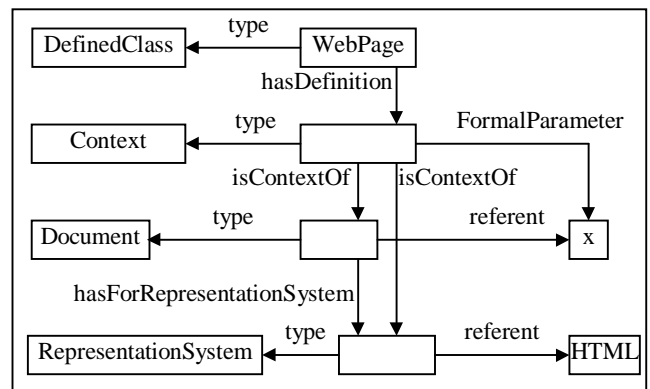 type
DefinedClass
WebPage
hasDefinition
type
FormalParameter
Context
isContextOf
isContextOf
type
referent
Document
x
hasForRepresentationSystem
type
referent
RepresentationSystem
HTML